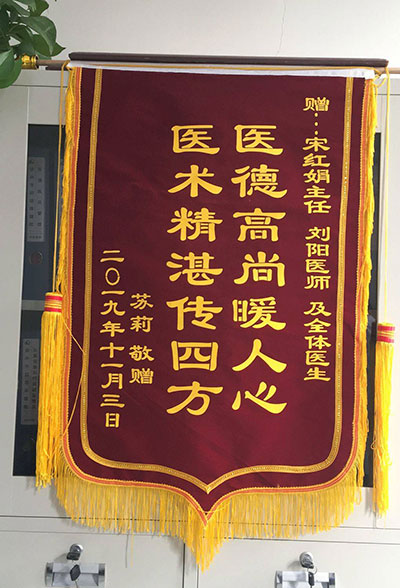 赠：宋红娟主任 刘阳医师 及全体医生
医德高尚暖人心
医术精湛传四方
苏莉 敬赠
二〇一九年十一月三日